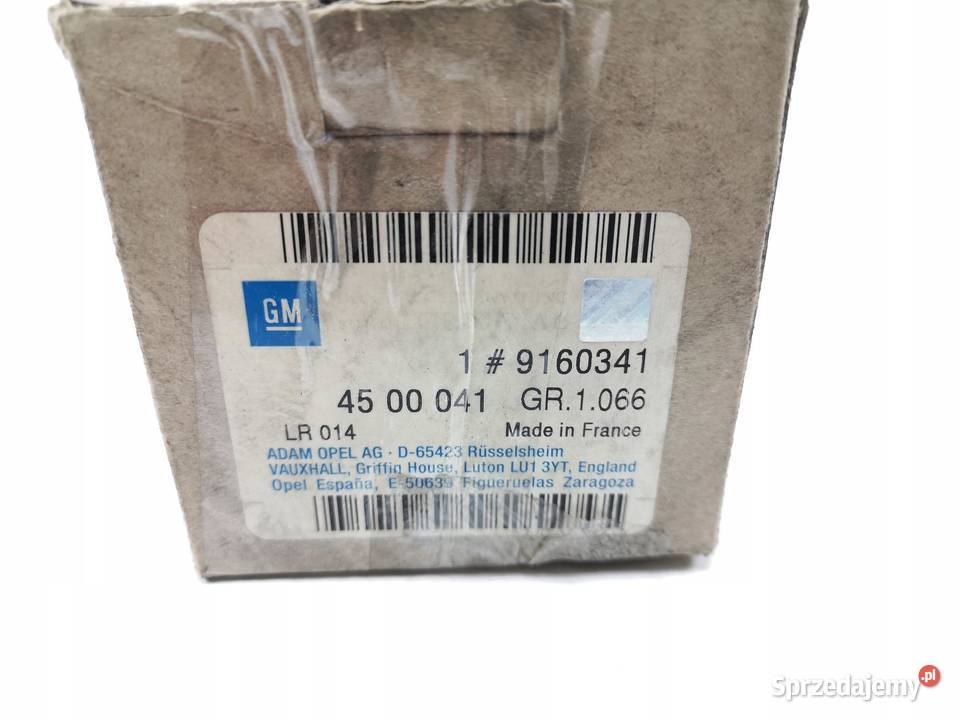 GM
1 # 9160341
45 00 041 GR.1.066
LR 014 Made in France
ADAM OPEL AG · D-65423 Rüsselsheim
VAUXHALL, Griffin House, Luton LU1 3YT, England
Opel España, E-50639 Figueruelas Zaragoza
Sprzedajemy.pl